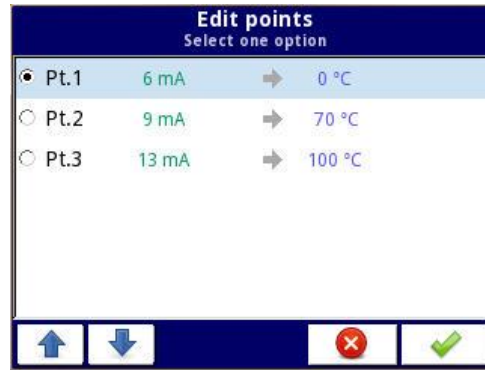 Edit points
Select one option
Pt.1 6 mA 0 °C
Pt.2 9 mA 70 °C
Pt.3 13 mA 100 °C